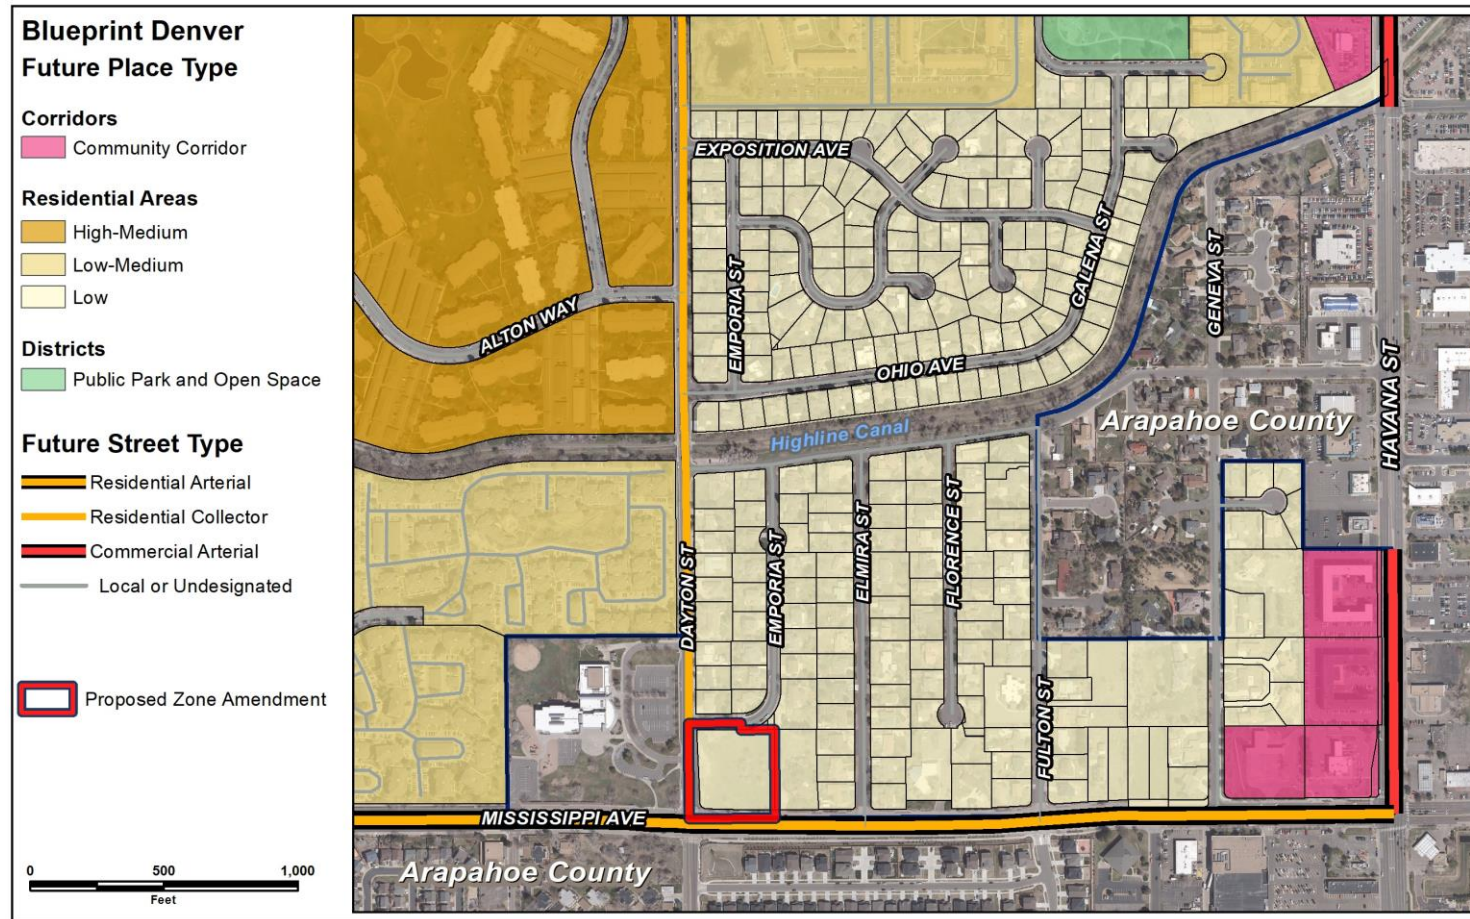 Blueprint Denver
Future Place Type
Corridors
Community Corridor
Residential Areas
High-Medium
Low-Medium
Low
Districts
Public Park and Open Space
Future Street Type
Residential Arterial
Residential Collector
Commercial Arterial
Local or Undesignated
Proposed Zone Amendment
0 500 1,000
Feet
EXPOSITION AVE
EMPORIA ST
GALENA ST
GENEVA ST
ALTON WAY
OHIO AVE
HAVANA ST
Arapahoe County
Highline Canal
DAYTON ST
EMPORIA ST
ELMIRA ST
FLORENCE ST
FULTON ST
MISSISSIPPI AVE
Arapahoe County